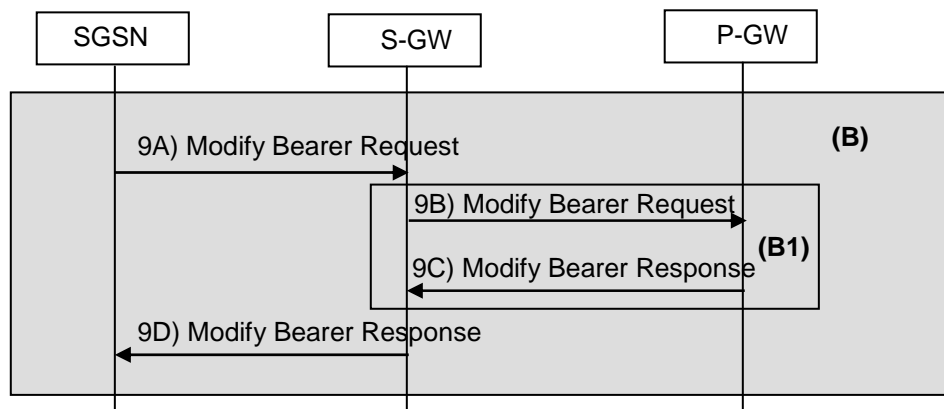 SGSN
S-GW
P-GW
(B)
9A) Modify Bearer Request
9B) Modify Bearer Request
(B1)
9C) Modify Bearer Response
9D) Modify Bearer Response